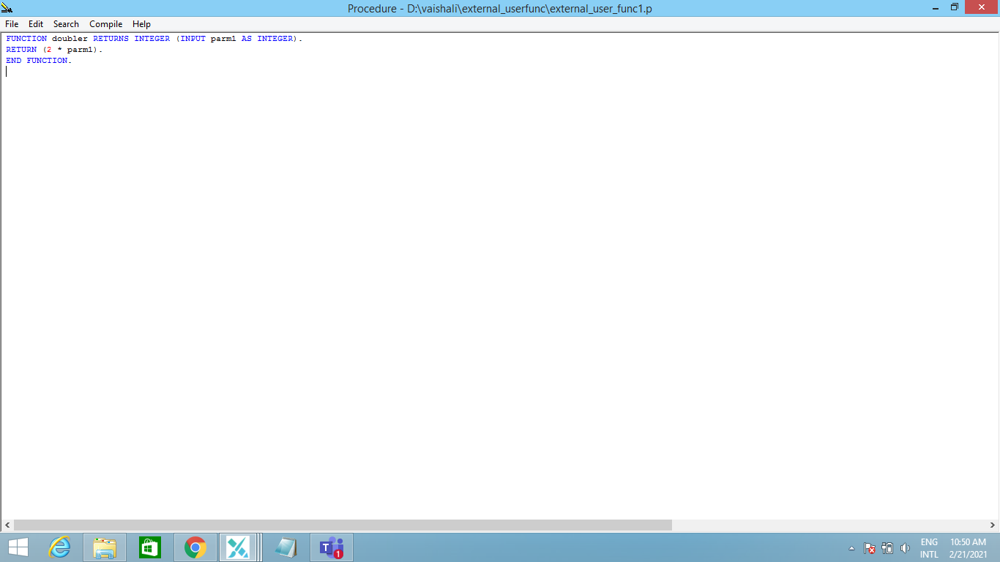 Procedure - D:\vaishali\external_userfunc\external_user_func1.p
File Edit Search Compile Help
FUNCTION doubler RETURNS INTEGER (INPUT parm1 AS INTEGER).
RETURN (2 * parm1).
END FUNCTION.
ENG 10:50 AM
INTL 2/21/2021